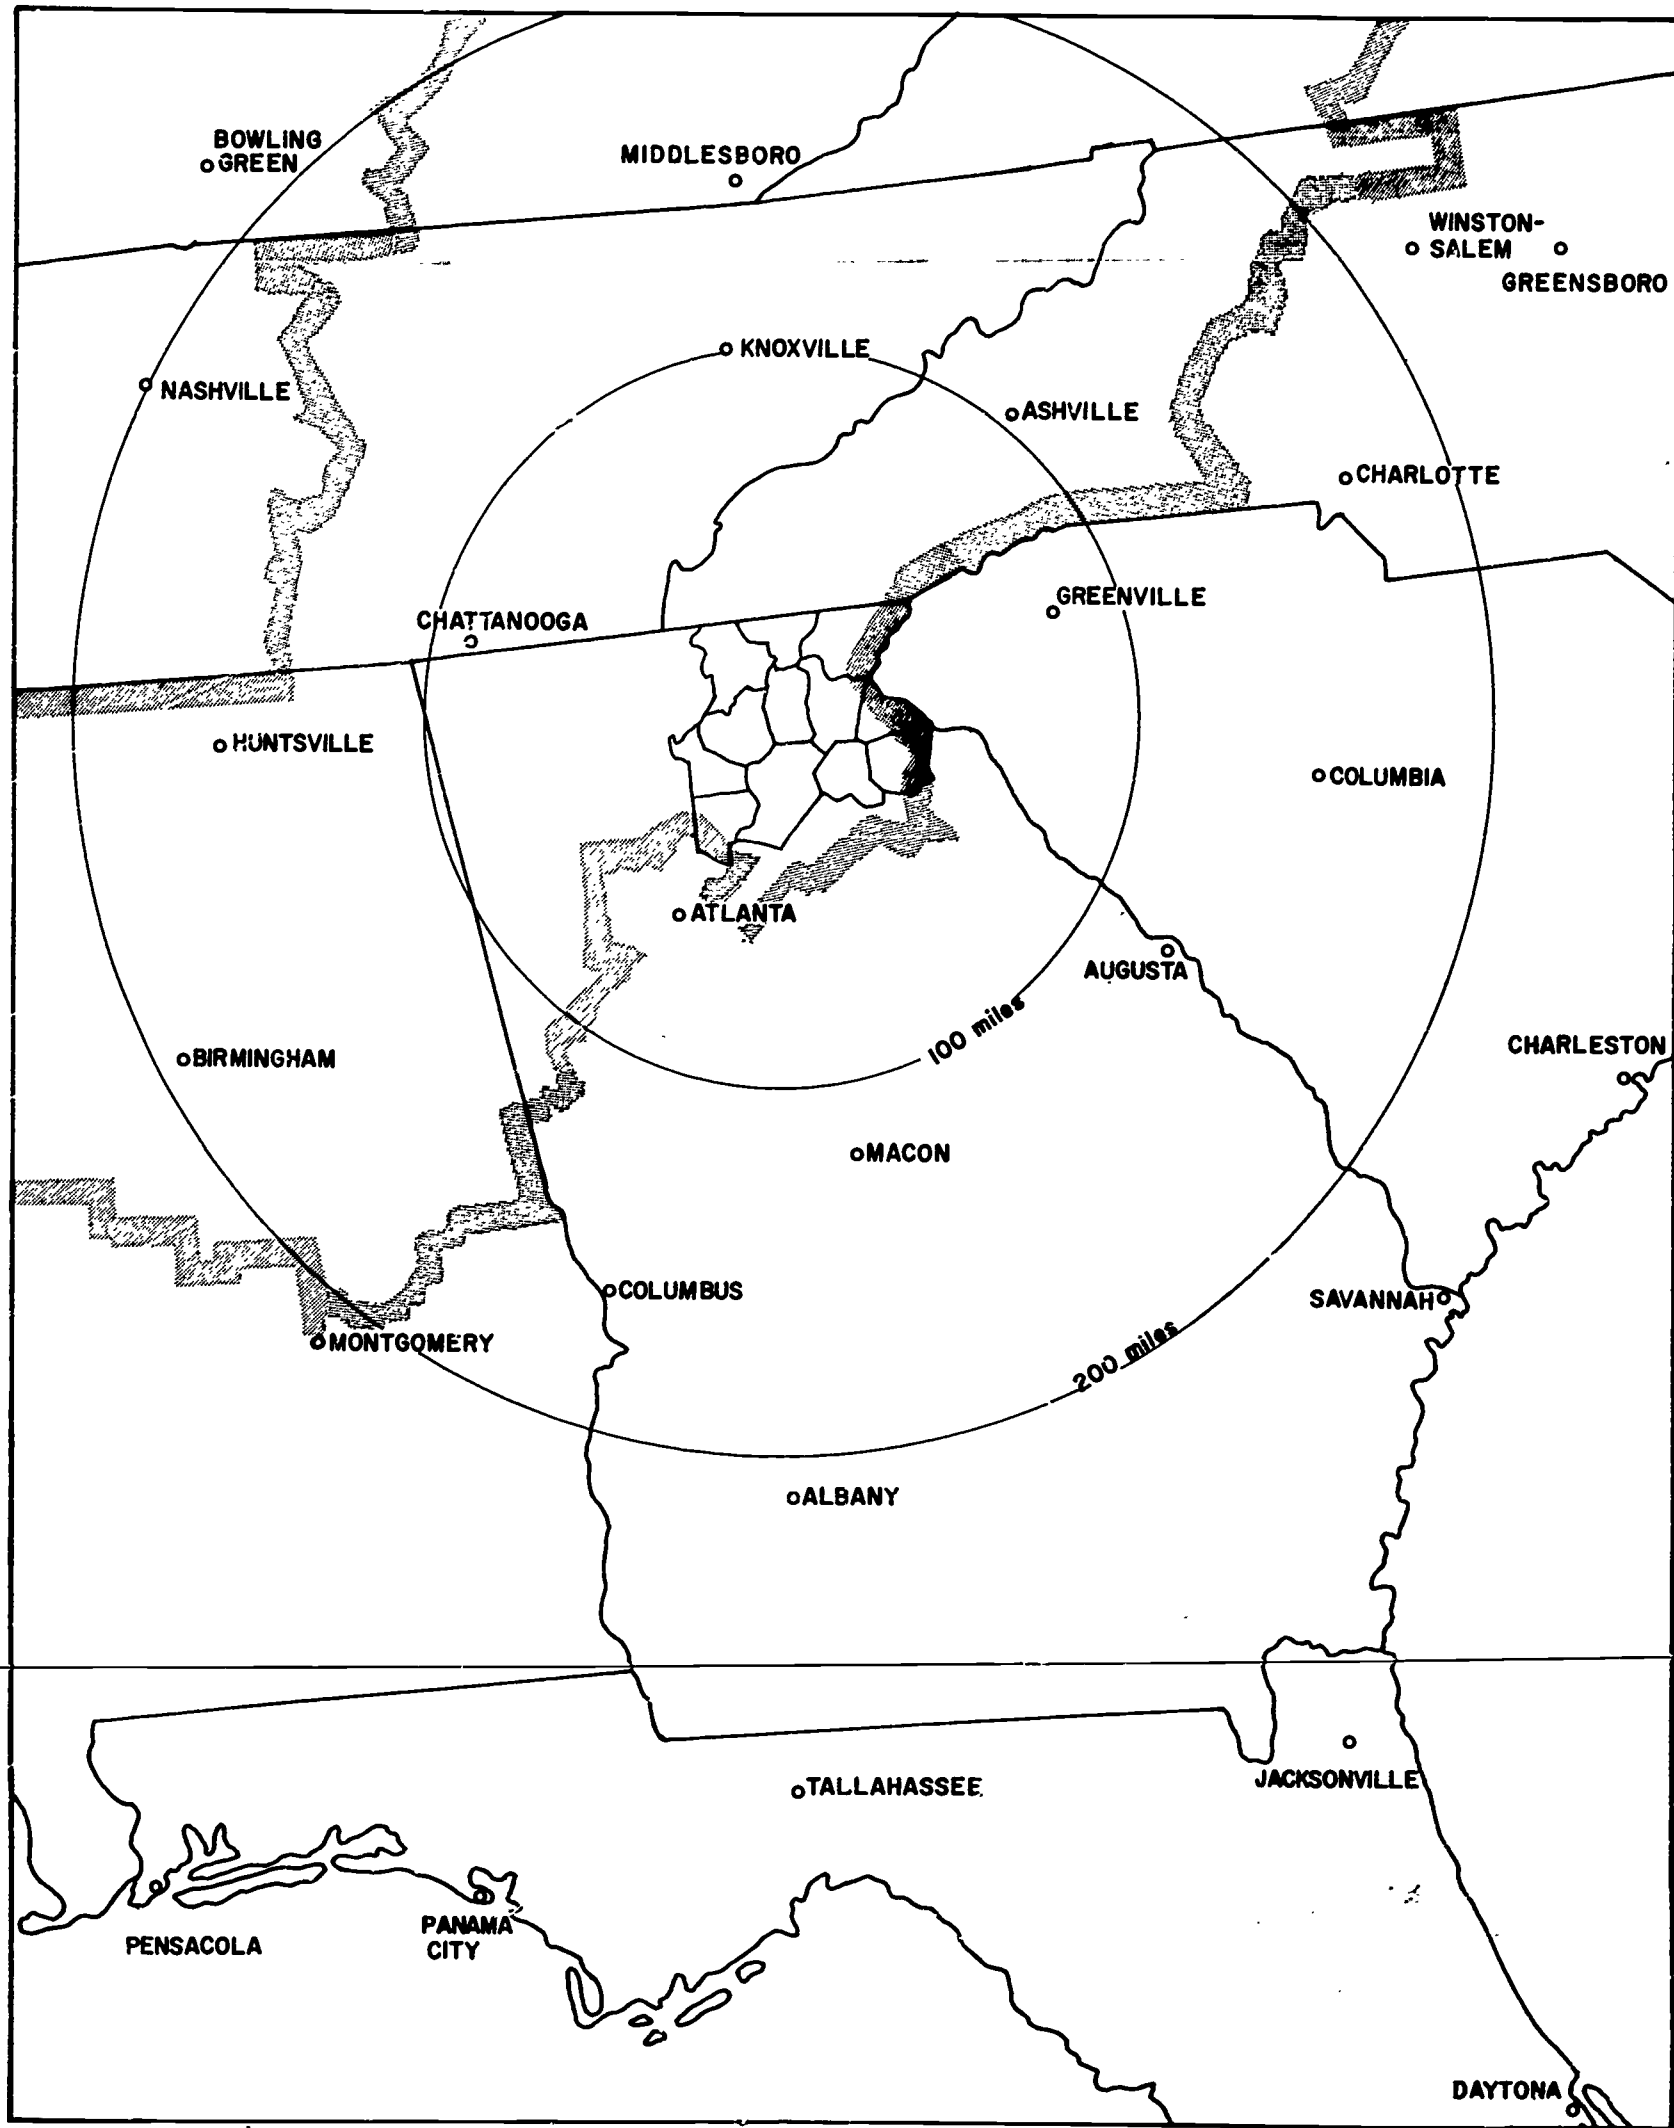 BOWLING
GREEN
MIDDLESBORO
WINSTON-
SALEM
GREENSBORO
KNOXVILLE
NASHVILLE
ASHVILLE
CHARLOTTE
CHATTANOOGA
GREENVILLE
HUNTSVILLE
COLUMBIA
ATLANTA
AUGUSTA
100 miles
CHARLESTON
BIRMINGHAM
MACON
COLUMBUS
SAVANNAH
MONTGOMERY
200 miles
ALBANY
JACKSONVILLE
TALLAHASSEE
PANAMA
CITY
PENSACOLA
DAYTONA